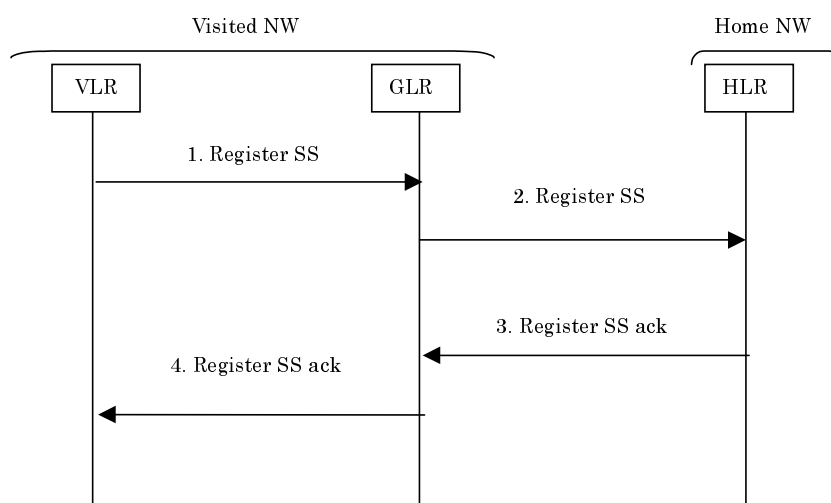 Visited NW
Home NW
VLR
GLR
HLR
1. Register SS
2. Register SS
3. Register SS ack
4. Register SS ack